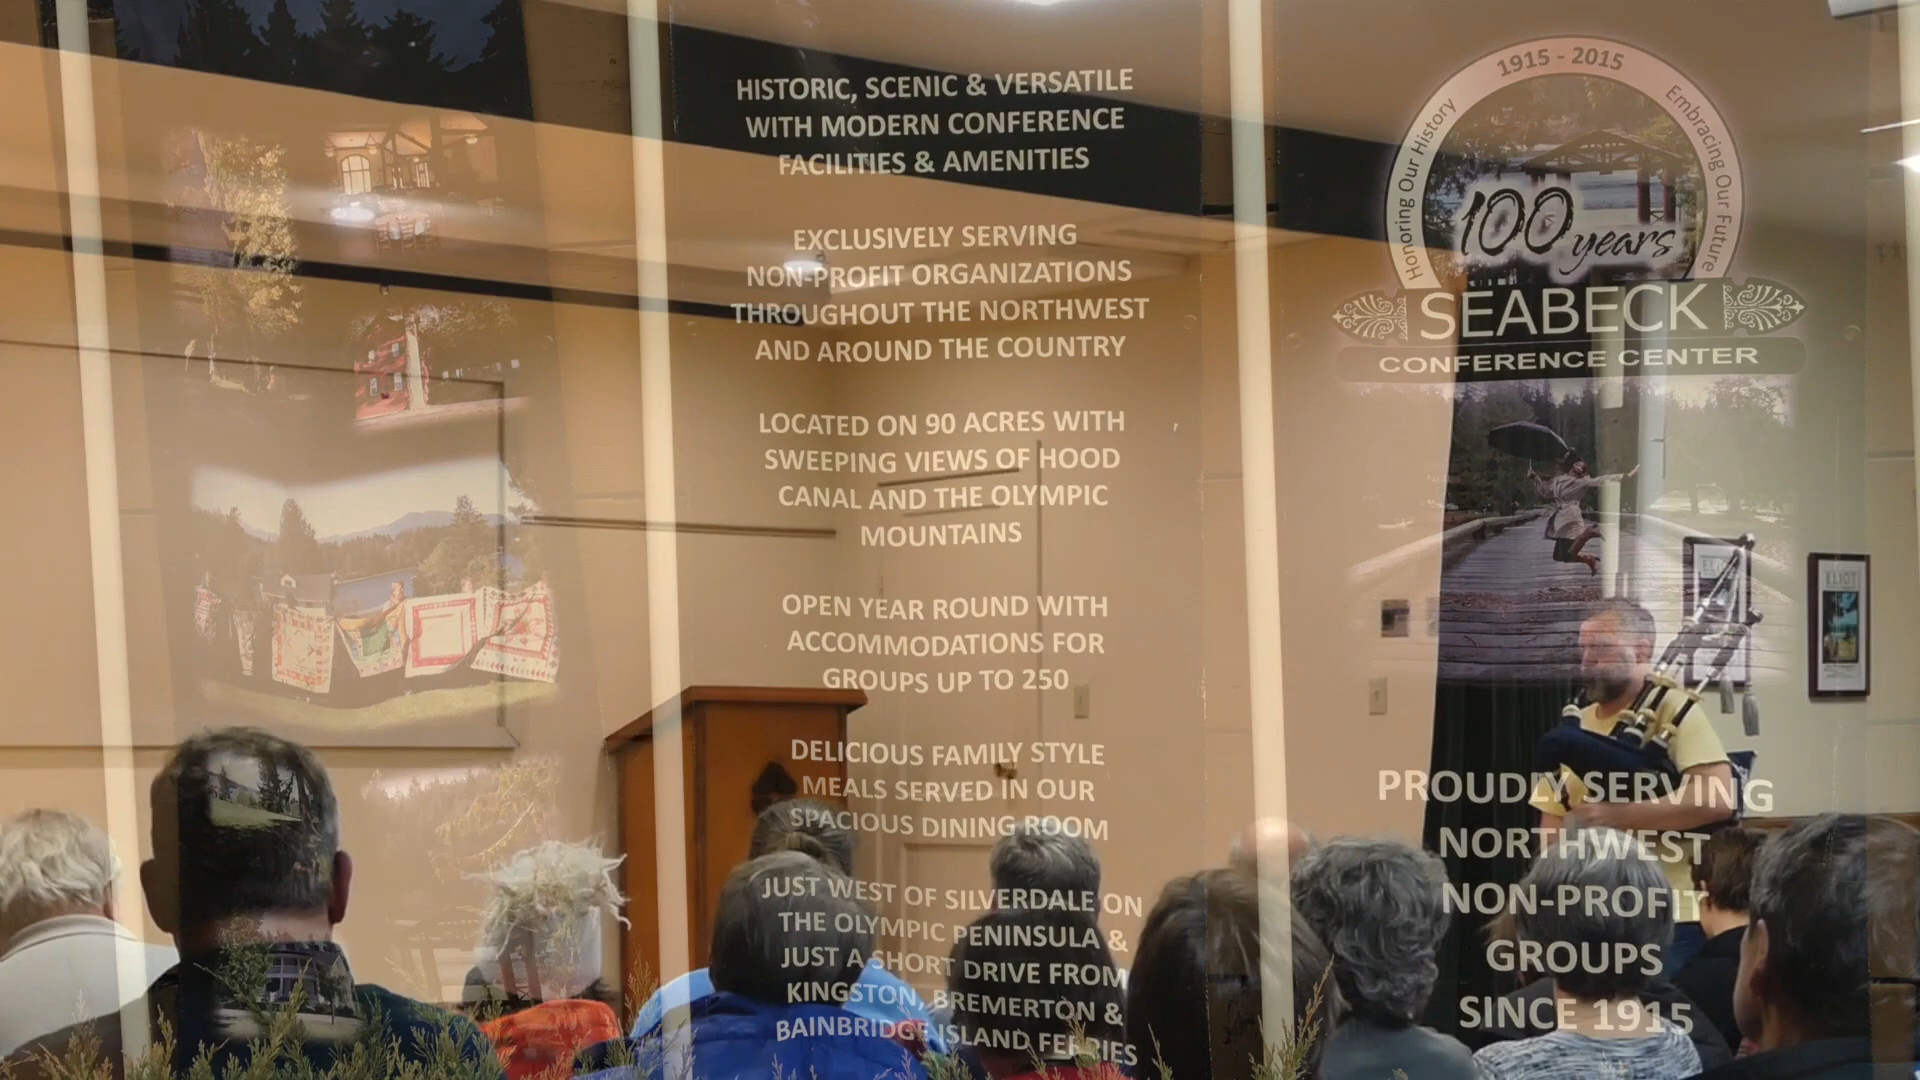 HISTORIC, SCENIC & VERSATILE
WITH MODERN CONFERENCE
FACILITIES & AMENITIES
EXCLUSIVELY SERVING
NON-PROFIT ORGANIZATIONS
THROUGHOUT THE NORTHWEST
AND AROUND THE COUNTRY
LOCATED ON 90 ACRES WITH
SWEEPING VIEWS OF HOOD
CANAL AND THE OLYMPIC
MOUNTAINS
OPEN YEAR ROUND WITH
ACCOMMODATIONS FOR
GROUPS UP TO 250
DELICIOUS FAMILY STYLE
MEALS SERVED IN OUR
SPACIOUS DINING ROOM
JUST WEST OF SILVERDALE ON
THE OLYMPIC PENINSULA &
JUST A SHORT DRIVE FROM
KINGSTON, BREMERTON &
BAINBRIDGE ISLAND FERRIES
1915 - 2015
Honoring Our History
Embracing Our Future
100 years
SEABECK
CONFERENCE CENTER
ELIOT
ELIOT
PROUDLY SERVING
NORTHWEST
NON-PROFIT
GROUPS
SINCE 1915